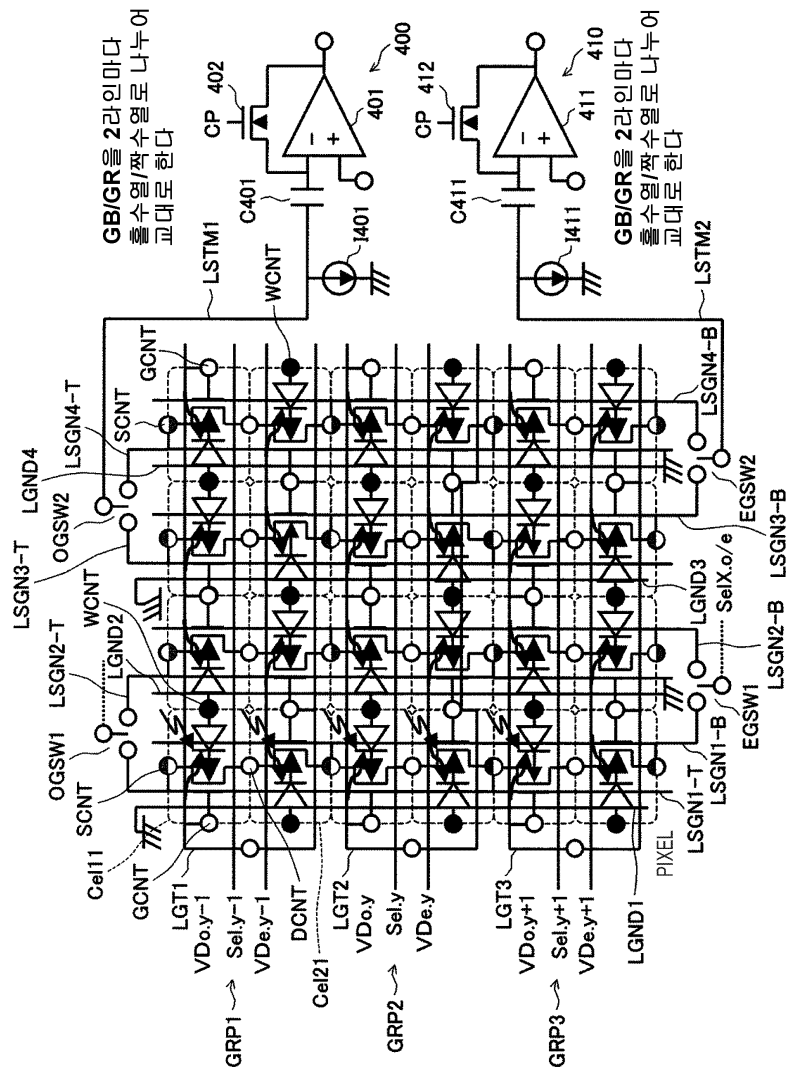 GB/GR을 2라인마다
홀수열/짝수열로 나누어
교대로 한다
CP
402
400
401
C401
I401
LSTM1
GB/GR을 2라인마다
홀수열/짝수열로 나누어
교대로 한다
CP
412
410
411
C411
I411
LSTM2
WCNT
GCNT
SCNT
LSGN4-T
LGND4
OGSW2
LSGN3-T
WCNT
LGND2
LSGN2-T
OGSW1
SCNT
Cel11
GCNT
LSGN4-B
EGSW2
LSGN3-B
LGND3
SelX.o/e
LSGN2-B
EGSW1
LSGN1-B
LSGN1-T
PIXEL
LGND1
LGT1
VDo.y-1
Sel.y-1
VDe.y-1
DCNT
Cel21
LGT2
VDo.y
Sel.y
VDe.y
LGT3
VDo.y+1
Sel.y+1
VDe.y+1
GRP1
GRP2
GRP3